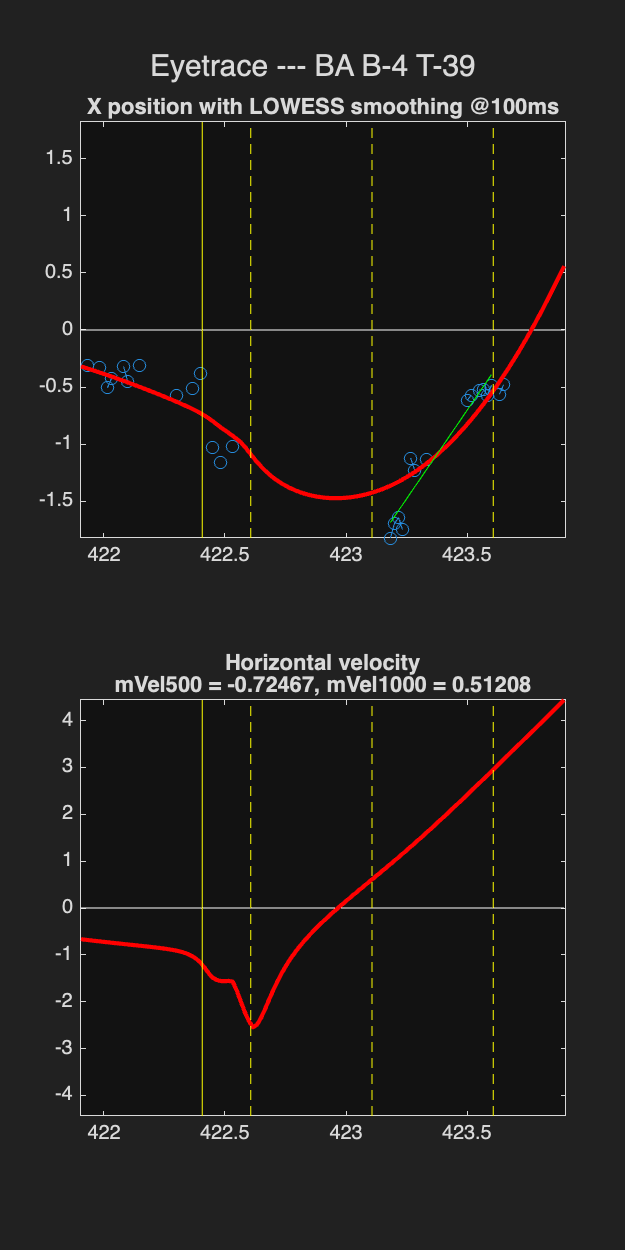 Eyetrace --- BA B-4 T-39
X position with LOWESS smoothing @100ms
1.5
1
0.5
0
-0.5
-1
-1.5
422 422.5 423 423.5
Horizontal velocity
mVel500 = -0.72467, mVel1000 = 0.51208
4
3
2
1
0
-1
-2
-3
-4
422 422.5 423 423.5